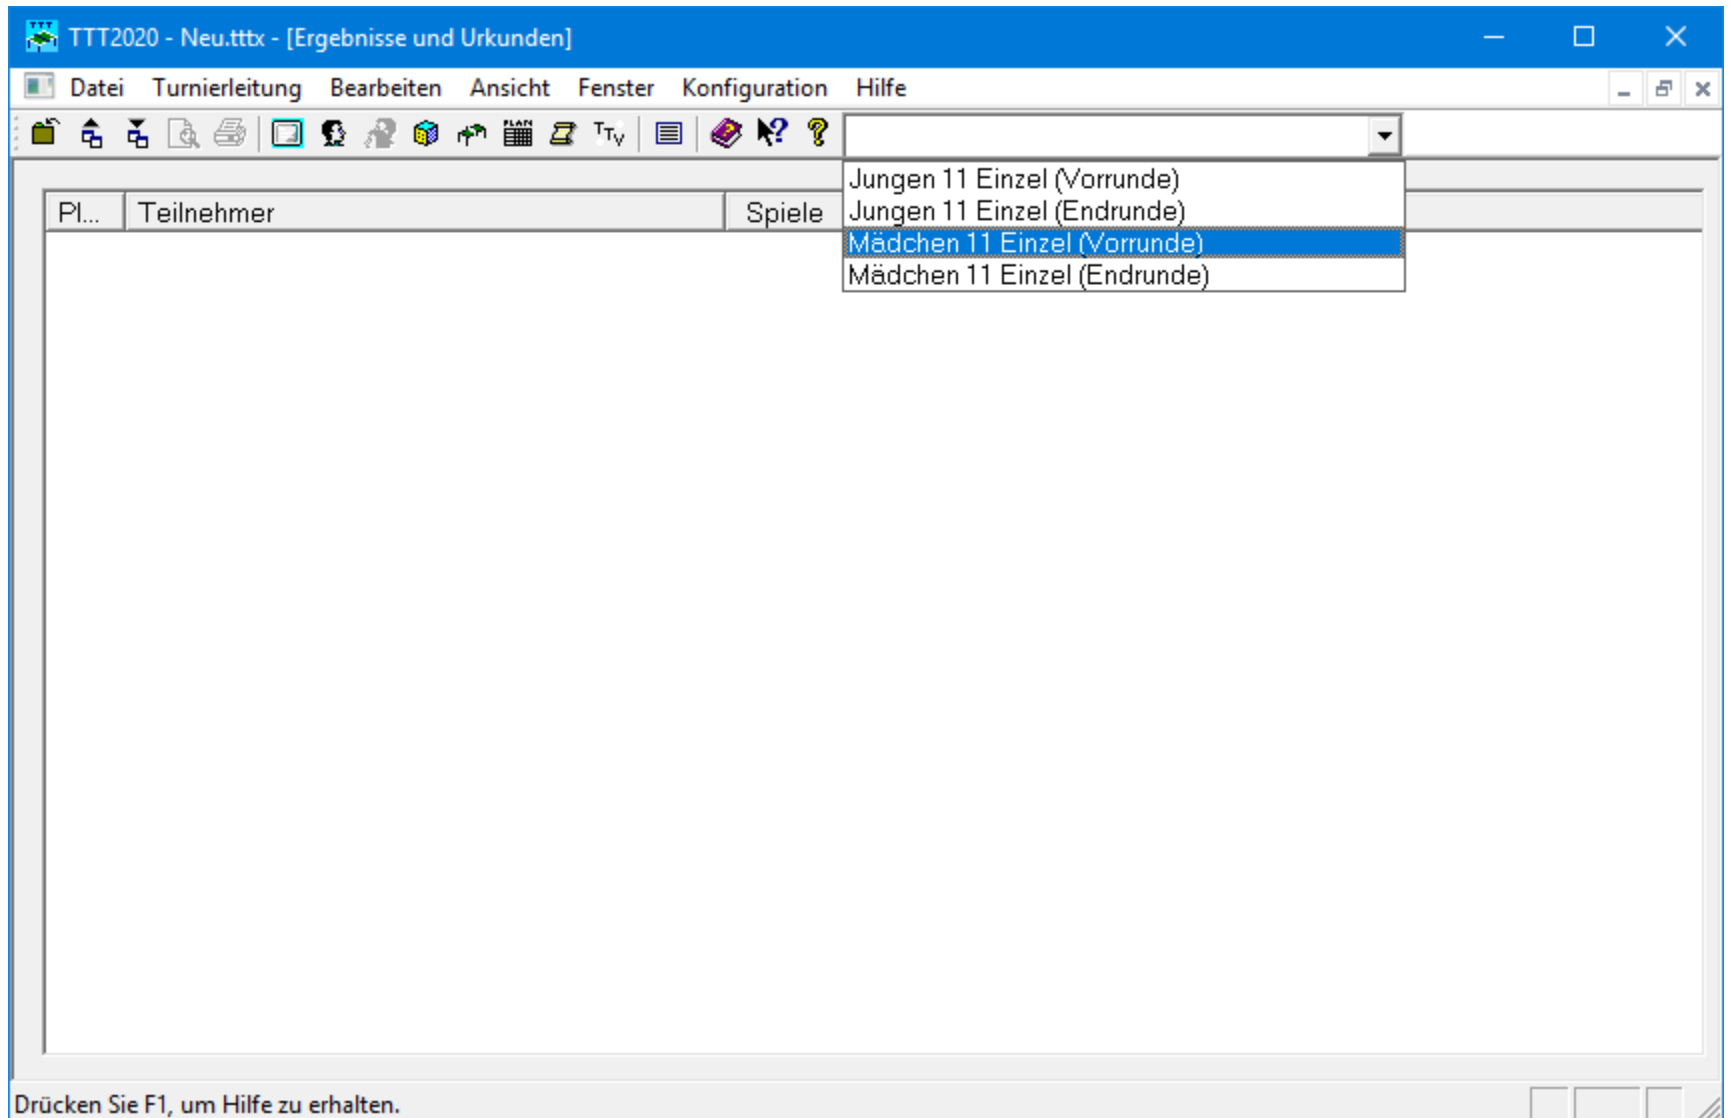 TTT2020 - Neu.tttx - [Ergebnisse und Urkunden]
Datei Turnierleitung Bearbeiten Ansicht Fenster Konfiguration Hilfe
PLAN TTV
Jungen 11 Einzel (Vorrunde)
Jungen 11 Einzel (Endrunde)
Mädchen 11 Einzel (Vorrunde)
Mädchen 11 Einzel (Endrunde)
Pl... Teilnehmer Spiele
Drücken Sie F1, um Hilfe zu erhalten.